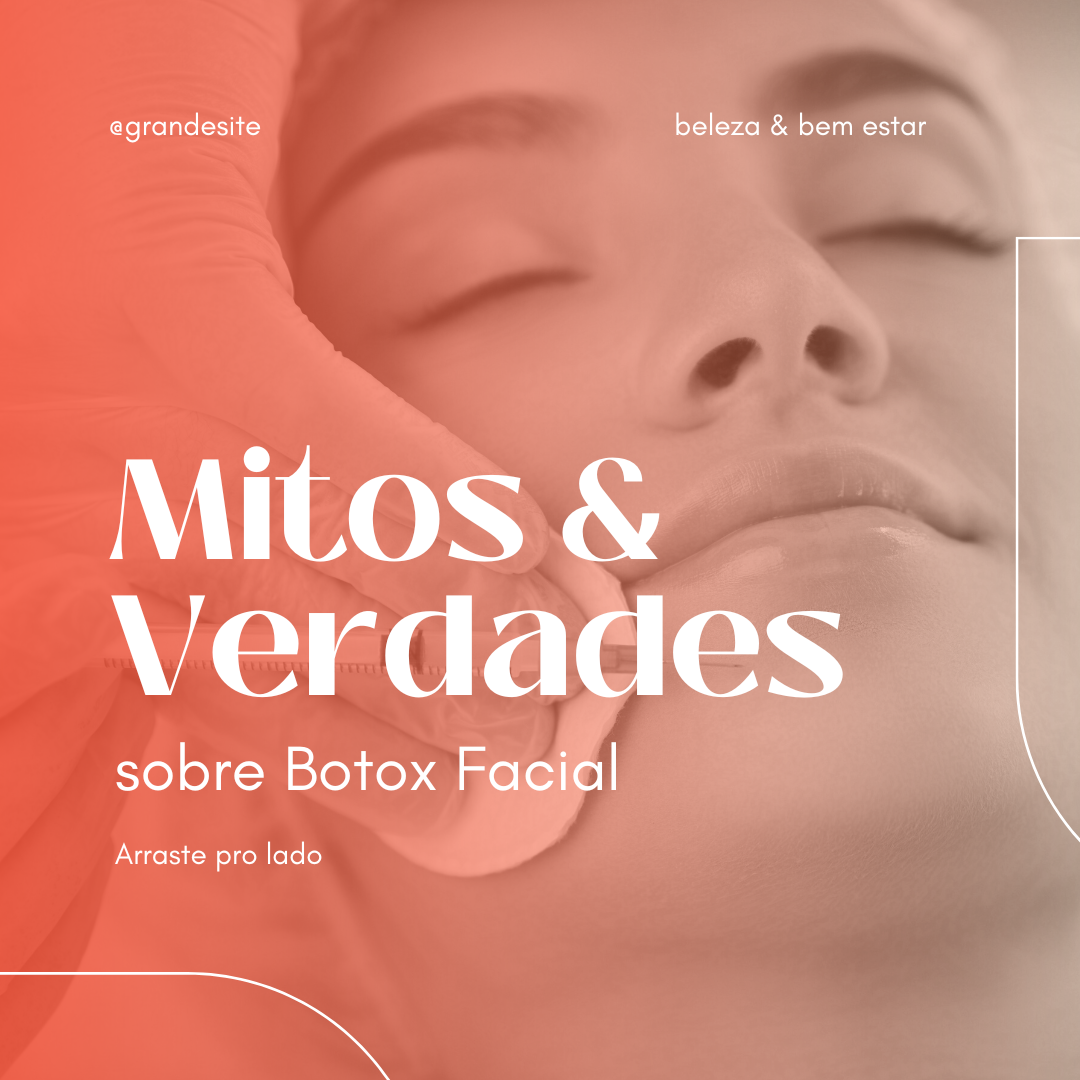 @grandesite
beleza & bem estar
Mitos &
Verdades
sobre Botox Facial
Arraste pro lado